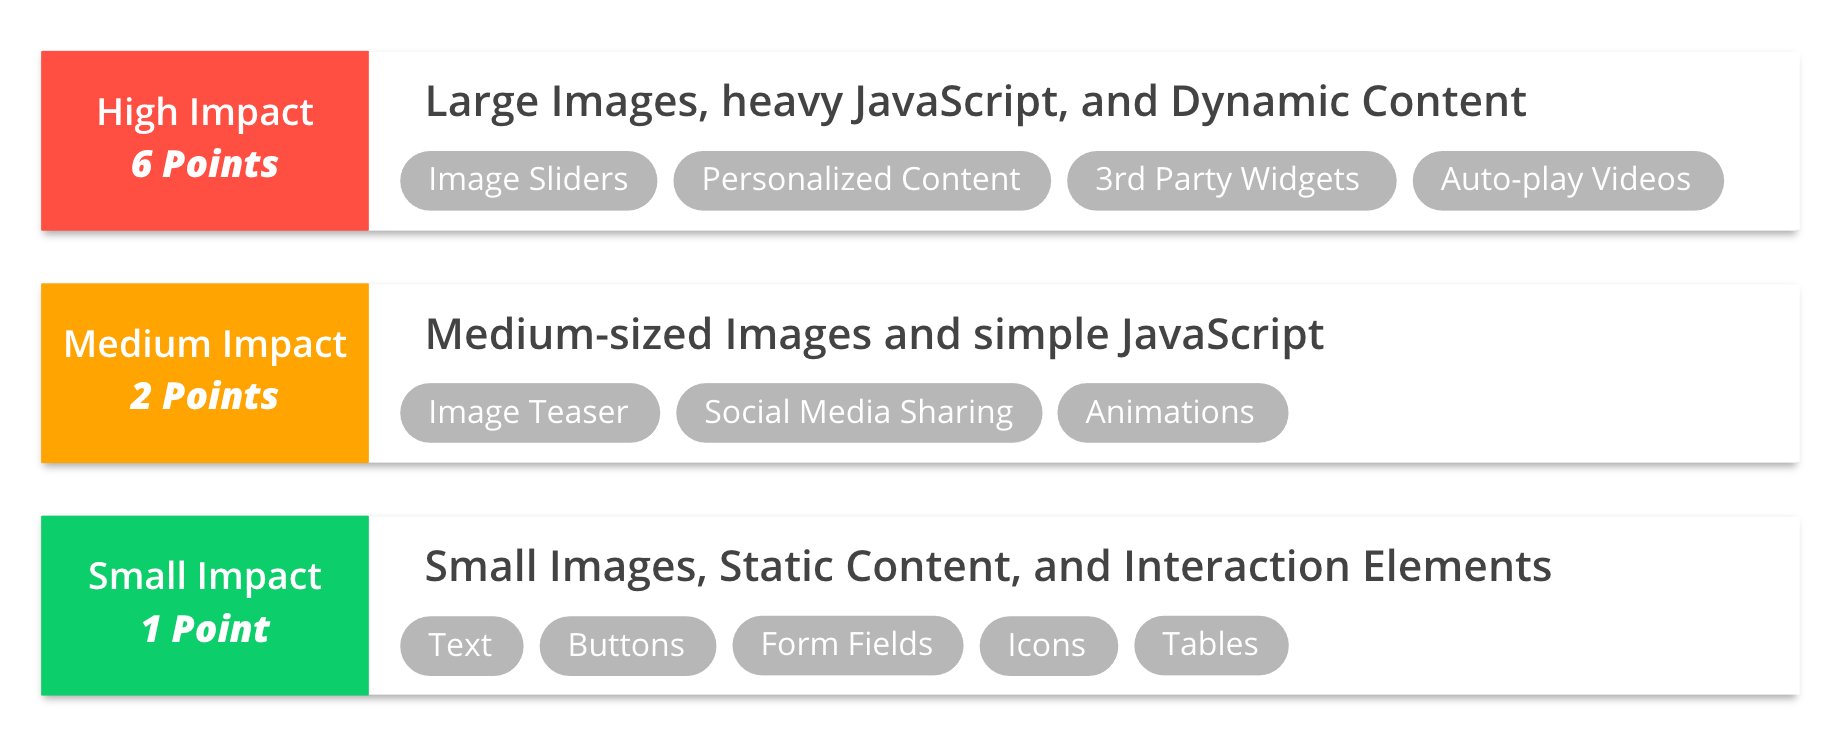 High Impact
6 Points
Large Images, heavy JavaScript, and Dynamic Content
Image Sliders
Personalized Content
3rd Party Widgets
Auto-play Videos
Medium Impact
2 Points
Medium-sized Images and simple JavaScript
Image Teaser
Social Media Sharing
Animations
Small Impact
1 Point
Small Images, Static Content, and Interaction Elements
Text
Buttons
Form Fields
Icons
Tables